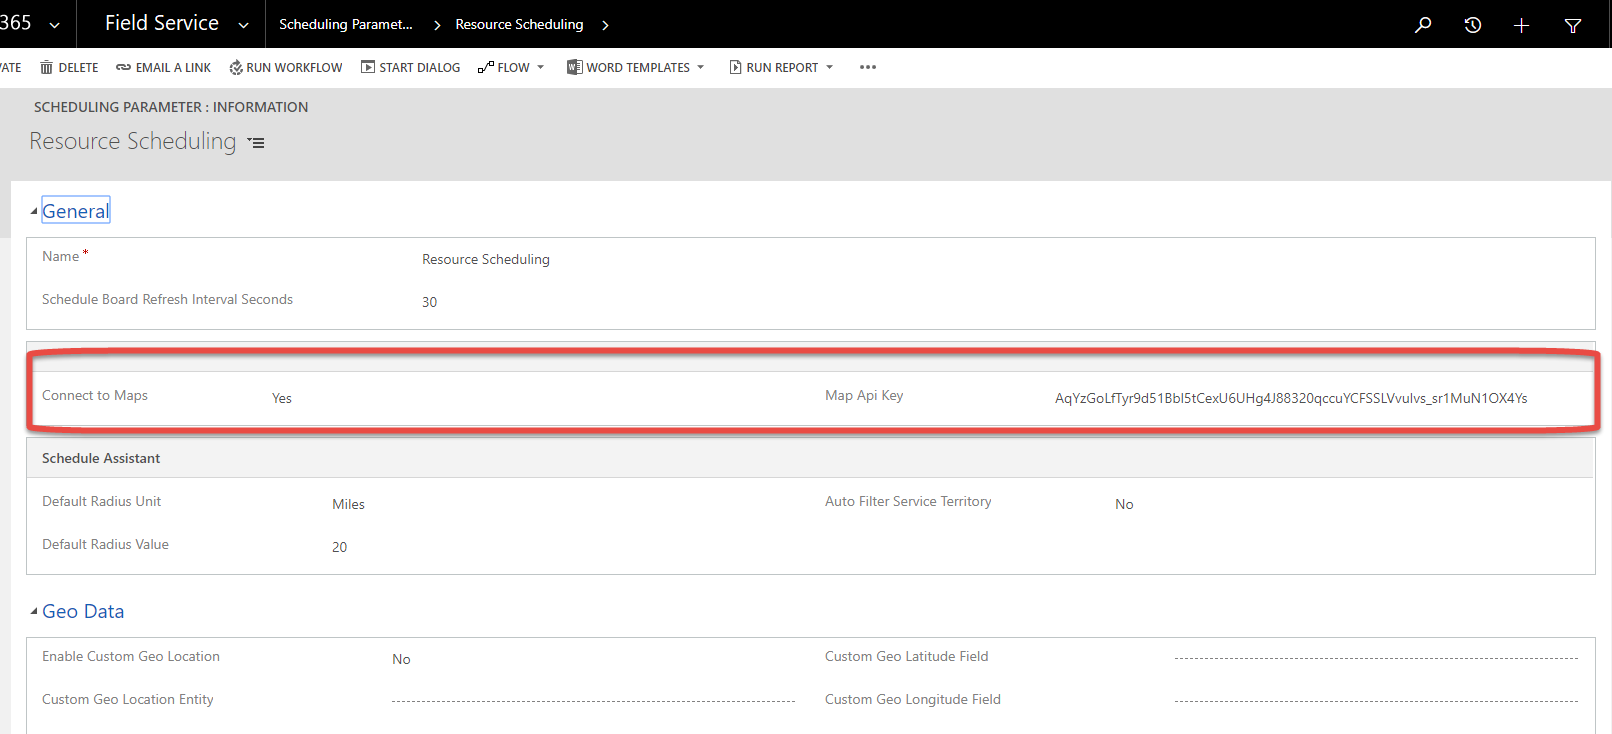 365 Field Service Scheduling Paramet... Resource Scheduling
ATE DELETE EMAIL A LINK RUN WORKFLOW START DIALOG FLOW WORD TEMPLATES RUN REPORT
SCHEDULING PARAMETER : INFORMATION
Resource Scheduling
General
Name * Resource Scheduling
Schedule Board Refresh Interval Seconds 30
Connect to Maps Yes Map Api Key AqYzGoLfTyr9d51BbI5tCexU6UHg4J88320qccuYCFSSLVvuIvs_sr1MuN1OX4Ys
Schedule Assistant
Default Radius Unit Miles Auto Filter Service Territory No
Default Radius Value 20
Geo Data
Enable Custom Geo Location No Custom Geo Latitude Field
Custom Geo Location Entity Custom Geo Longitude Field